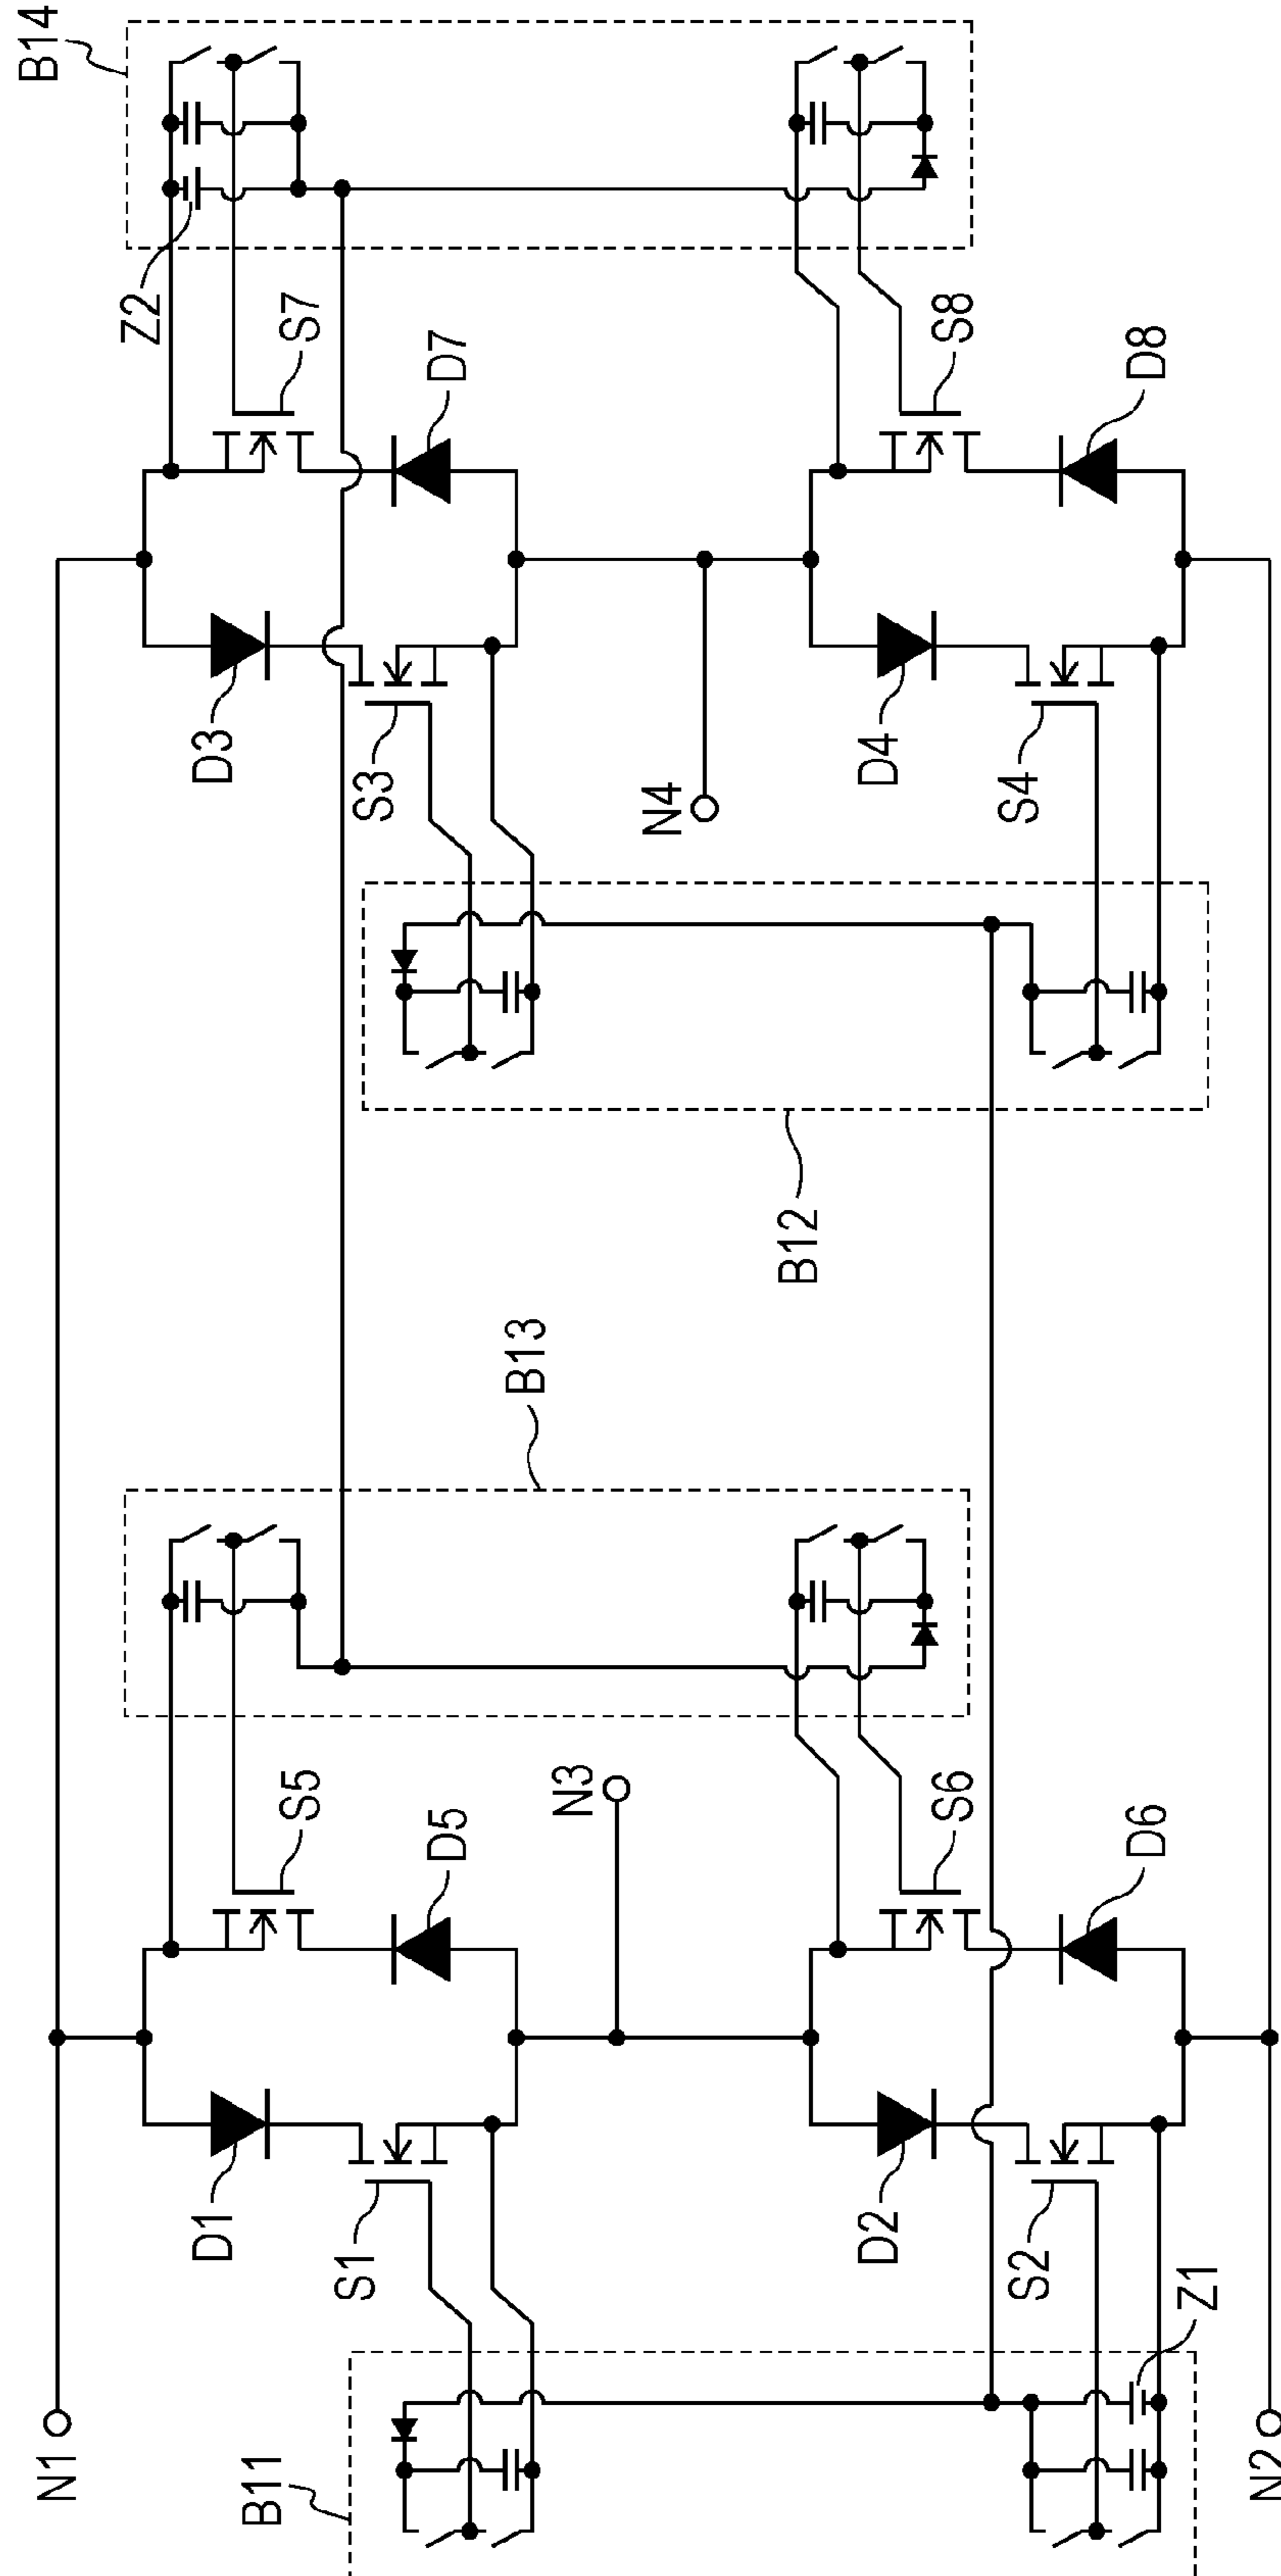 B14
Z2
S7
D7
S8
D8
D3
S3
N4
D4
S4
B12
B13
S5
D5
N3
S6
D6
D1
S1
D2
S2
Z1
N1
B11
N2